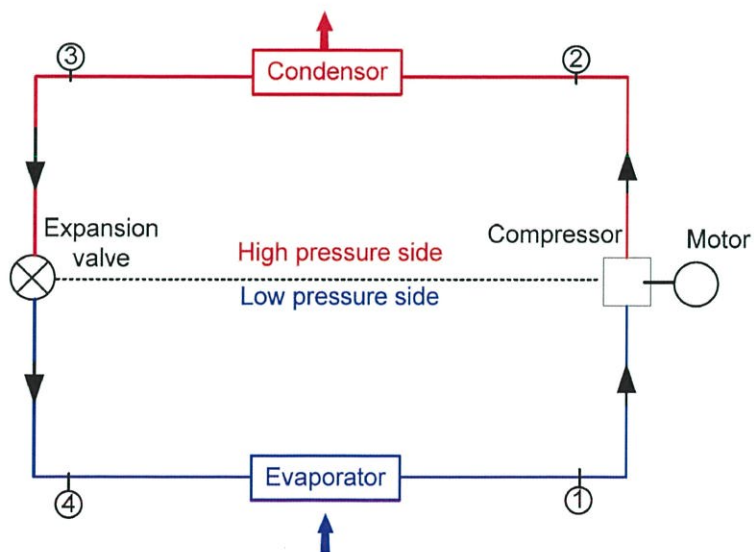 3
Condensor
2
Expansion
valve
High pressure side
Low pressure side
Compressor
Motor
4
Evaporator
1